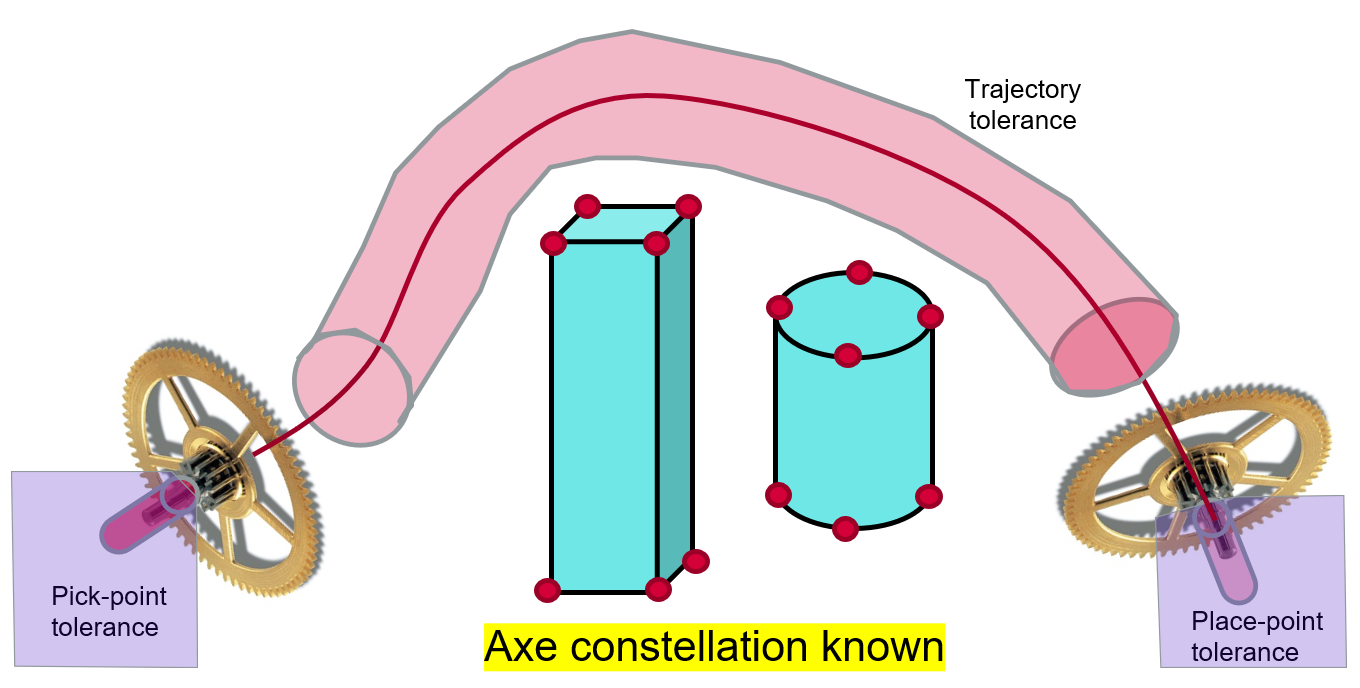 Trajectory
tolerance
Pick-point
tolerance
Place-point
tolerance
Axe constellation known